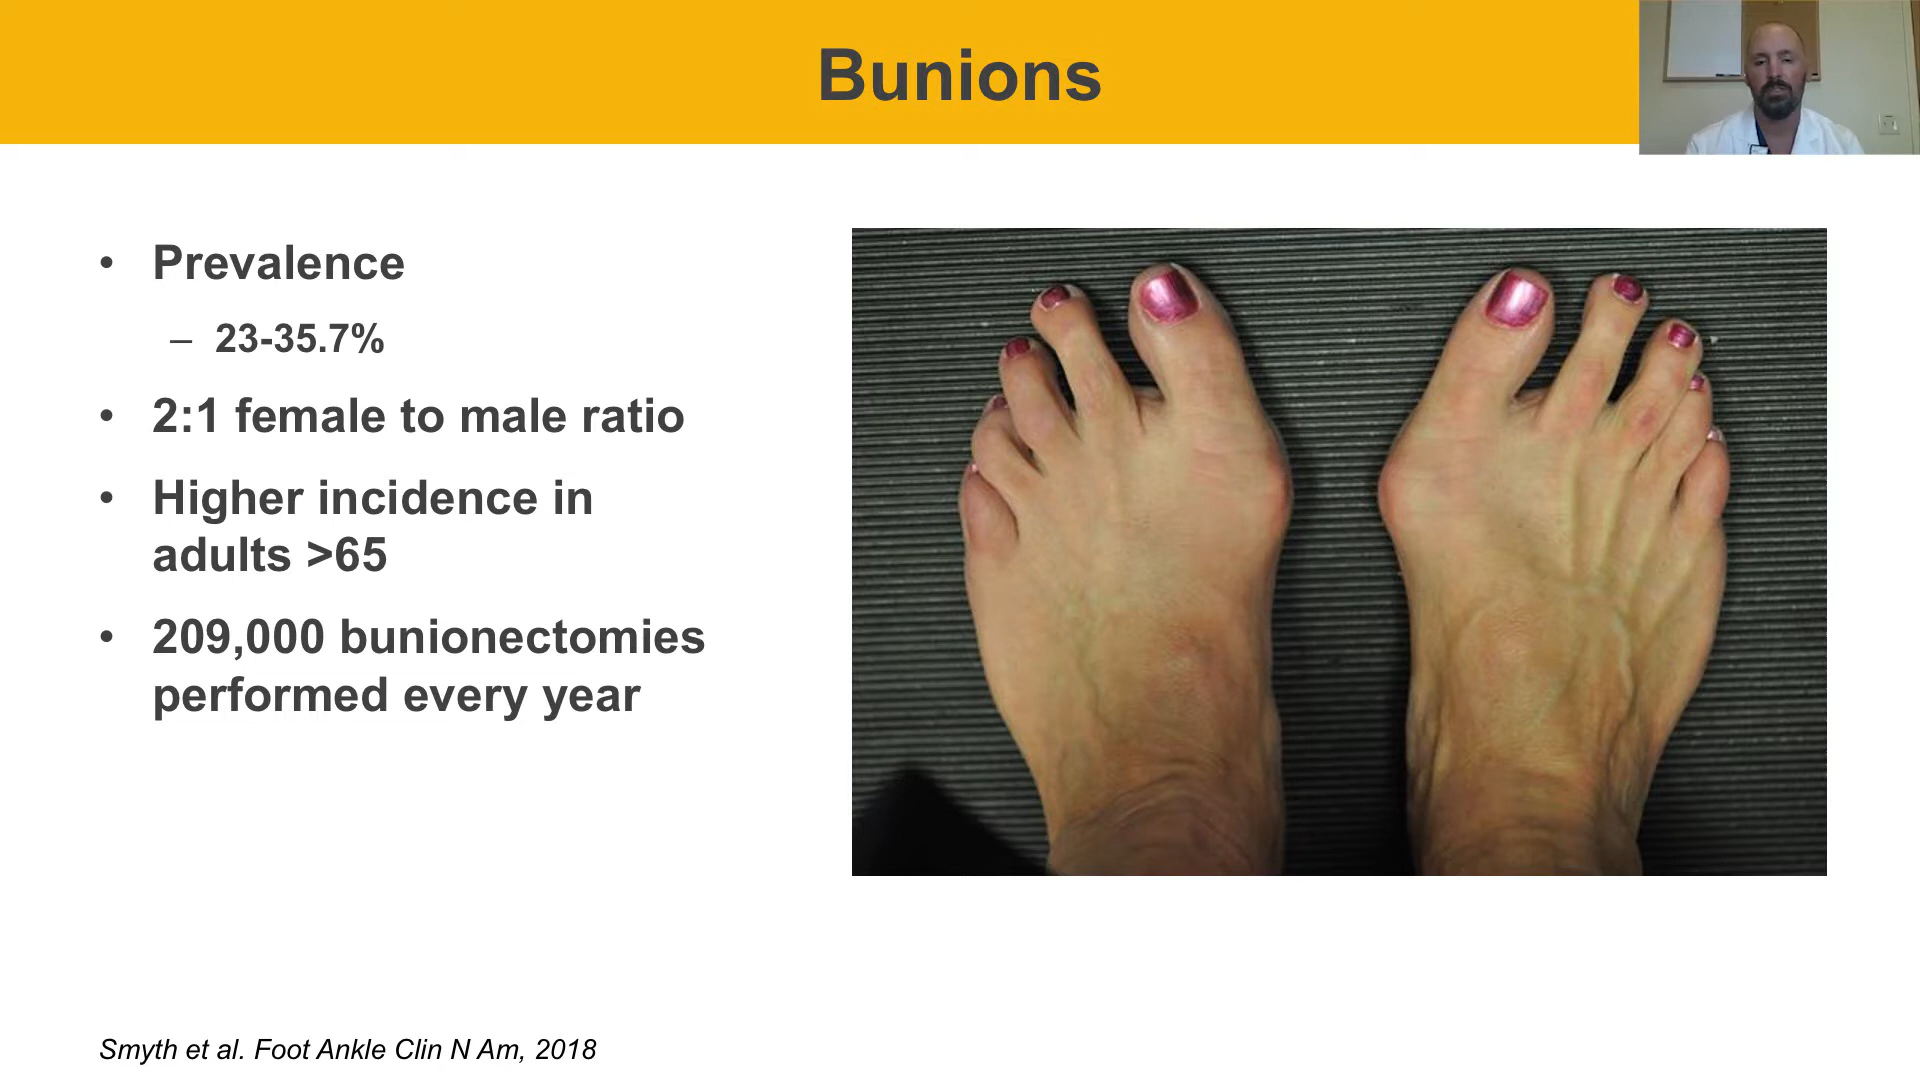 Bunions
• Prevalence
– 23-35.7%
• 2:1 female to male ratio
• Higher incidence in
adults >65
• 209,000 bunionectomies
performed every year
Smyth et al. Foot Ankle Clin N Am, 2018